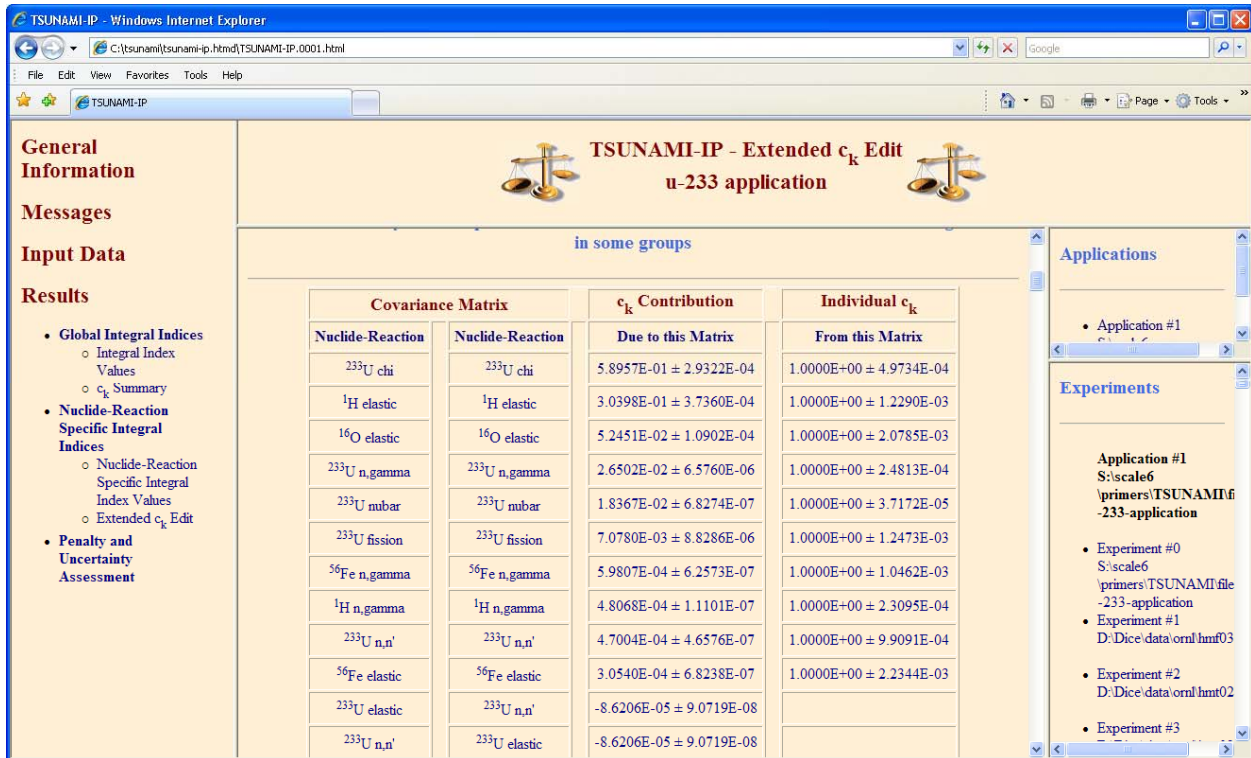 TSUNAMI-IP - Windows Internet Explorer
C:\tsunami\tsunami-ip.htmd\TSUNAMI-IP.0001.html
Google
File Edit View Favorites Tools Help
TSUNAMI-IP
Page Tools
General
Information
Messages
Input Data
Results
• Global Integral Indices
o Integral Index
Values
o ck Summary
• Nuclide-Reaction
Specific Integral
Indices
o Nuclide-Reaction
Specific Integral
Index Values
o Extended ck Edit
• Penalty and
Uncertainty
Assessment
TSUNAMI-IP - Extended ck Edit
u-233 application
in some groups
Covariance Matrix ck Contribution Individual ck
Nuclide-Reaction Nuclide-Reaction Due to this Matrix From this Matrix
233U chi 233U chi 5.8957E-01 ± 2.9322E-04 1.0000E+00 ± 4.9734E-04
1H elastic 1H elastic 3.0398E-01 ± 3.7360E-04 1.0000E+00 ± 1.2290E-03
16O elastic 16O elastic 5.2451E-02 ± 1.0902E-04 1.0000E+00 ± 2.0785E-03
233U n,gamma 233U n,gamma 2.6502E-02 ± 6.5760E-06 1.0000E+00 ± 2.4813E-04
233U nubar 233U nubar 1.8367E-02 ± 6.8274E-07 1.0000E+00 ± 3.7172E-05
233U fission 233U fission 7.0780E-03 ± 8.8286E-06 1.0000E+00 ± 1.2473E-03
56Fe n,gamma 56Fe n,gamma 5.9807E-04 ± 6.2573E-07 1.0000E+00 ± 1.0462E-03
1H n,gamma 1H n,gamma 4.8068E-04 ± 1.1101E-07 1.0000E+00 ± 2.3095E-04
233U n,n' 233U n,n' 4.7004E-04 ± 4.6576E-07 1.0000E+00 ± 9.9091E-04
56Fe elastic 56Fe elastic 3.0540E-04 ± 6.8238E-07 1.0000E+00 ± 2.2344E-03
233U elastic 233U n,n' -8.6206E-05 ± 9.0719E-08
233U n,n' 233U elastic -8.6206E-05 ± 9.0719E-08
Applications
• Application #1
Experiments
Application #1
S:\scale6
\primers\TSUNAMI\fi
-233-application
• Experiment #0
S:\scale6
\primers\TSUNAMI\file
-233-application
• Experiment #1
D:\Dice\data\ornl\hmf03
• Experiment #2
D:\Dice\data\ornl\hmt02
• Experiment #3